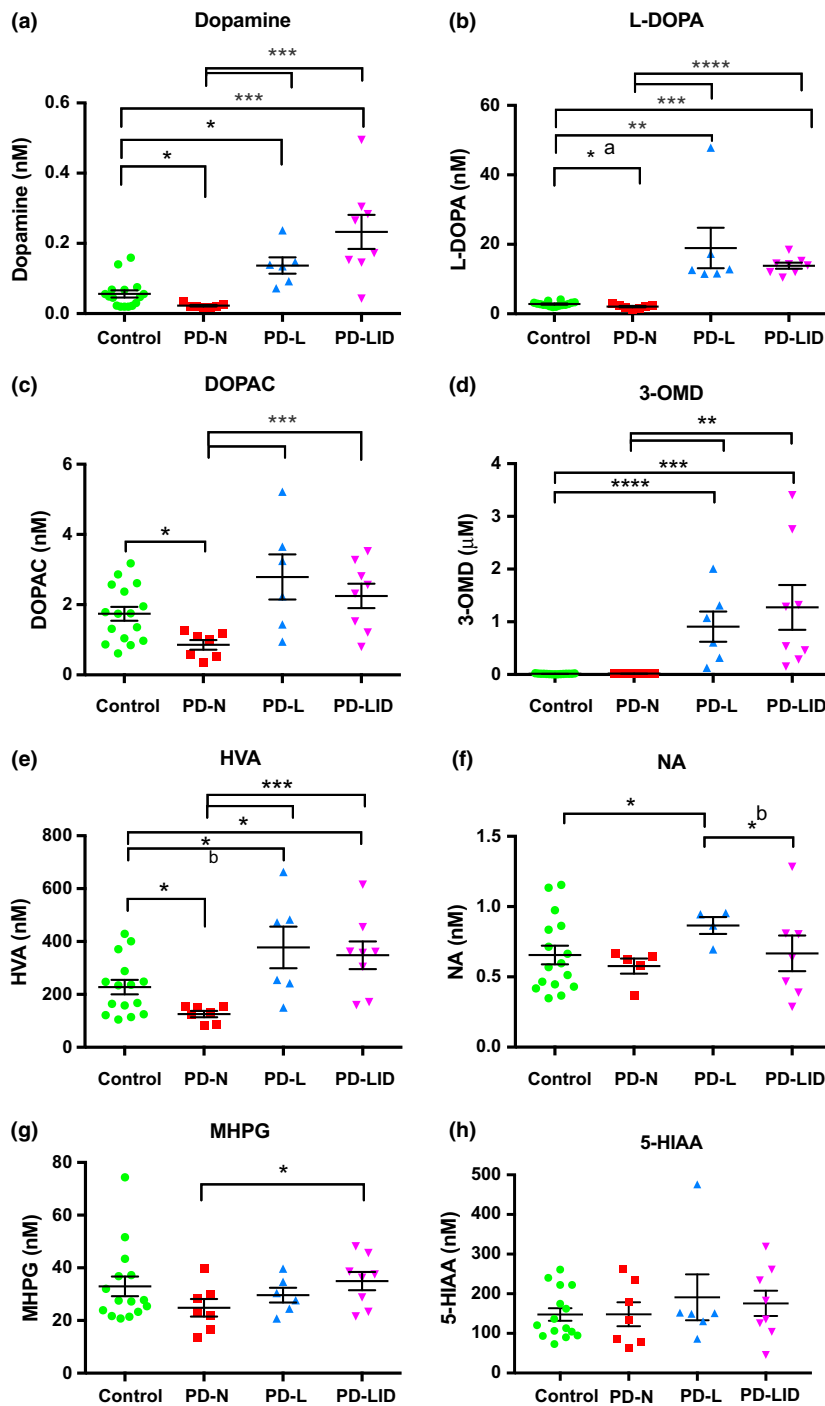 (a) Dopamine
***
***
*
*
Dopamine (nM)
0.6
0.4
0.2
0.0
Control PD-N PD-L PD-LID
(b) L-DOPA
****
***
**
* a
L-DOPA (nM)
60
40
20
0
Control PD-N PD-L PD-LID
(c) DOPAC
***
*
DOPAC (nM)
6
4
2
0
Control PD-N PD-L PD-LID
(d) 3-OMD
**
***
****
3-OMD (μM)
4
3
2
1
0
Control PD-N PD-L PD-LID
(e) HVA
***
*
*
b
*
HVA (nM)
800
600
400
200
0
Control PD-N PD-L PD-LID
(f) NA
*
* b
NA (nM)
1.5
1.0
0.5
0.0
Control PD-N PD-L PD-LID
(g) MHPG
*
MHPG (nM)
80
60
40
20
0
Control PD-N PD-L PD-LID
(h) 5-HIAA
5-HIAA (nM)
500
400
300
200
100
0
Control PD-N PD-L PD-LID